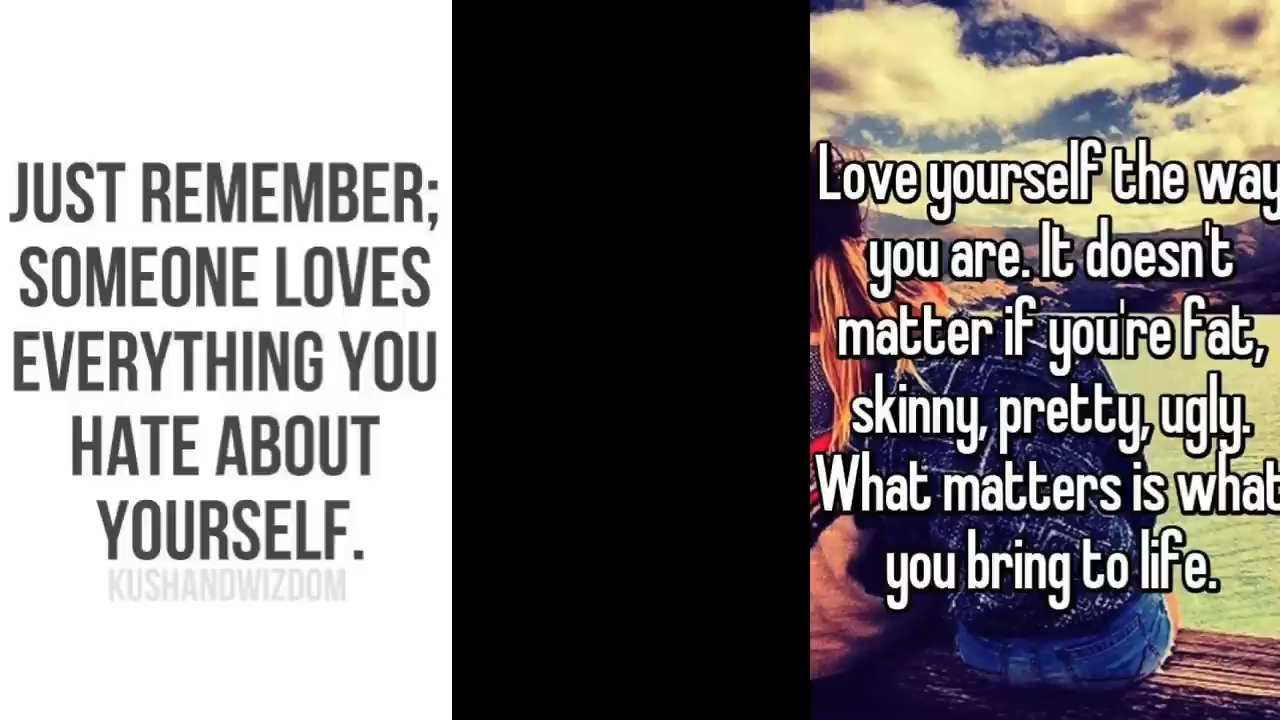 JUST REMEMBER;
SOMEONE LOVES
EVERYTHING YOU
HATE ABOUT
YOURSELF.
KUSHANDWIZDOM
Love yourself the way
you are. It doesn't
matter if you're fat,
skinny, pretty, ugly.
What matters is what
you bring to life.